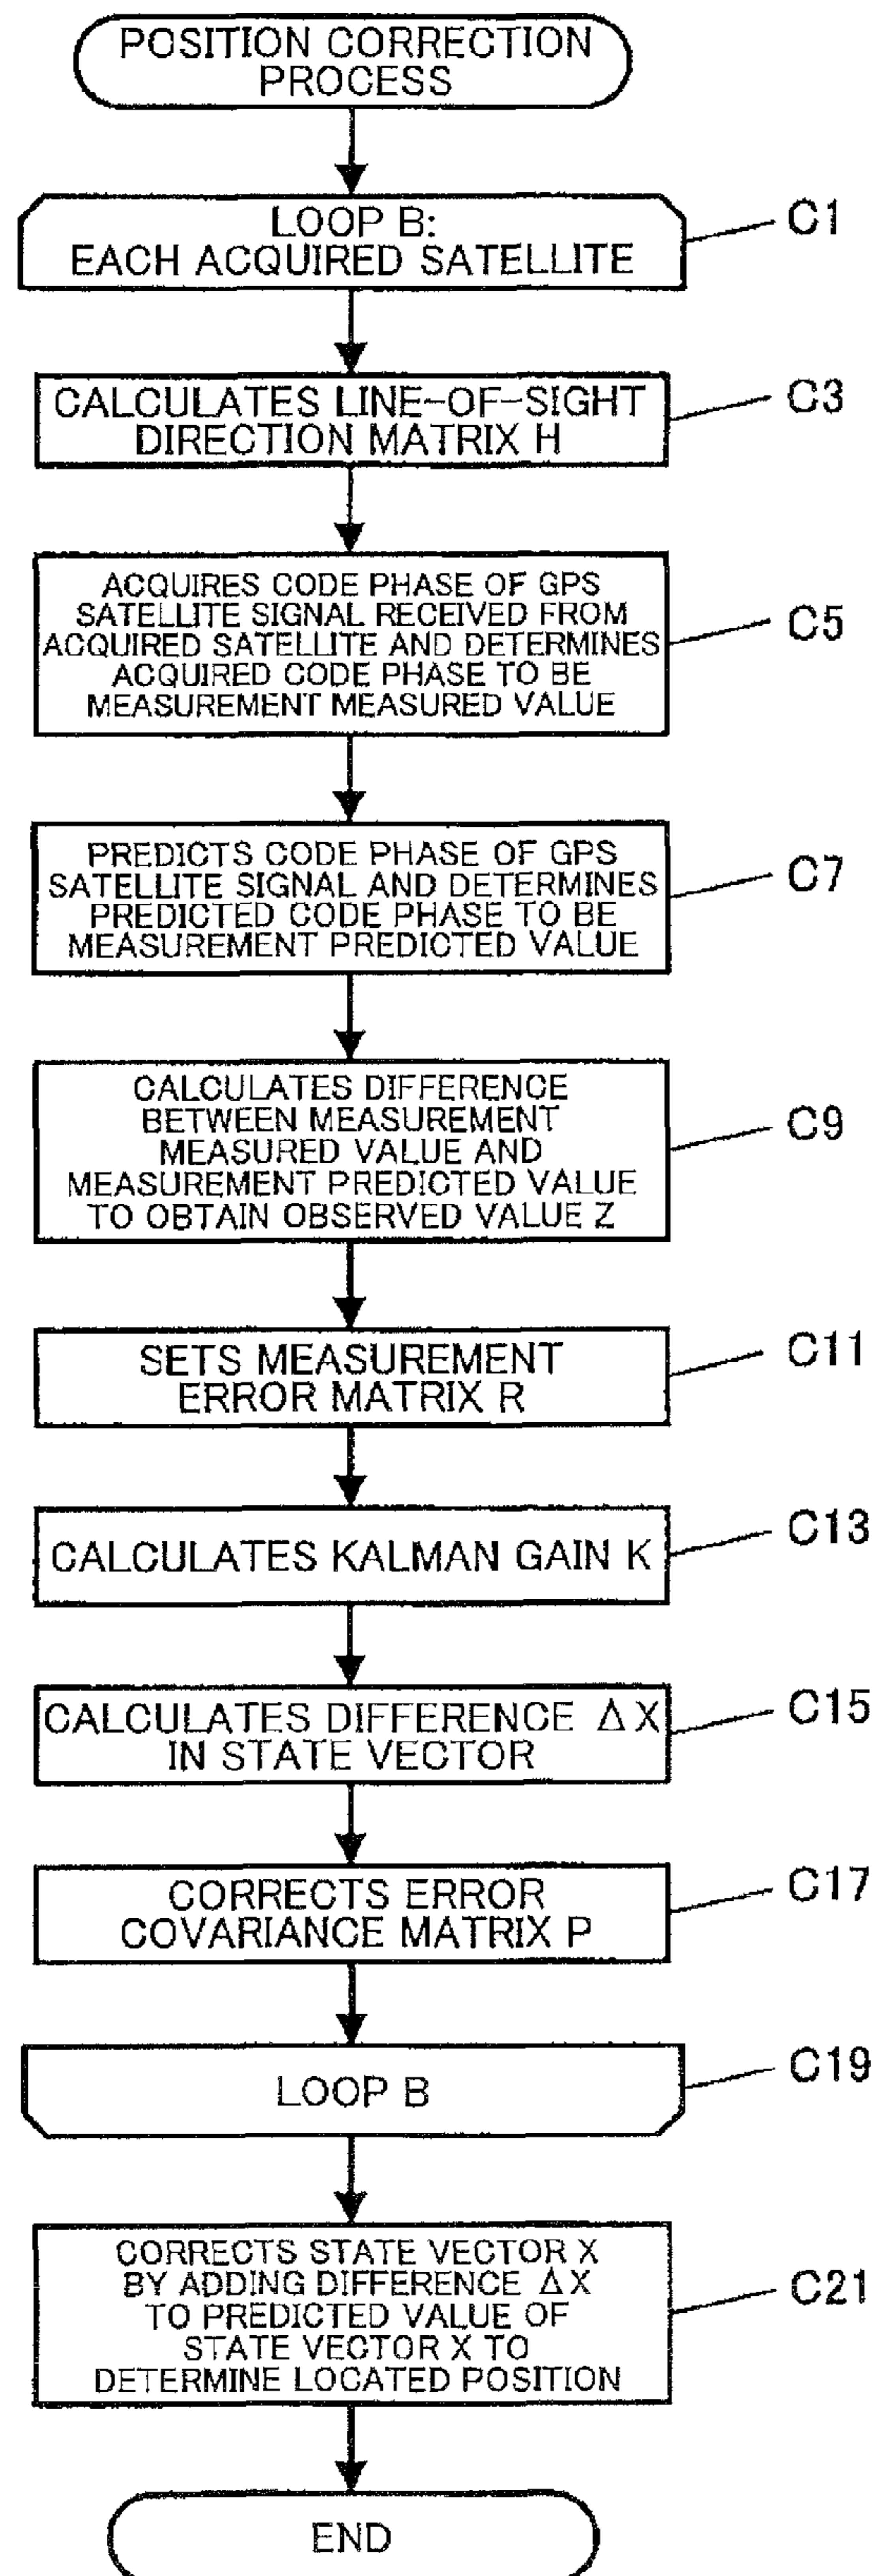 POSITION CORRECTION
PROCESS
LOOP B:
EACH ACQUIRED SATELLITE
C1
CALCULATES LINE-OF-SIGHT
DIRECTION MATRIX H
C3
ACQUIRES CODE PHASE OF GPS
SATELLITE SIGNAL RECEIVED FROM
ACQUIRED SATELLITE AND DETERMINES
ACQUIRED CODE PHASE TO BE
MEASUREMENT MEASURED VALUE
C5
PREDICTS CODE PHASE OF GPS
SATELLITE SIGNAL AND DETERMINES
PREDICTED CODE PHASE TO BE
MEASUREMENT PREDICTED VALUE
C7
CALCULATES DIFFERENCE
BETWEEN MEASUREMENT
MEASURED VALUE AND
MEASUREMENT PREDICTED VALUE
TO OBTAIN OBSERVED VALUE Z
C9
SETS MEASUREMENT
ERROR MATRIX R
C11
CALCULATES KALMAN GAIN K
C13
CALCULATES DIFFERENCE ΔX
IN STATE VECTOR
C15
CORRECTS ERROR
COVARIANCE MATRIX P
C17
LOOP B
C19
CORRECTS STATE VECTOR X
BY ADDING DIFFERENCE ΔX
TO PREDICTED VALUE OF
STATE VECTOR X TO
DETERMINE LOCATED POSITION
C21
END